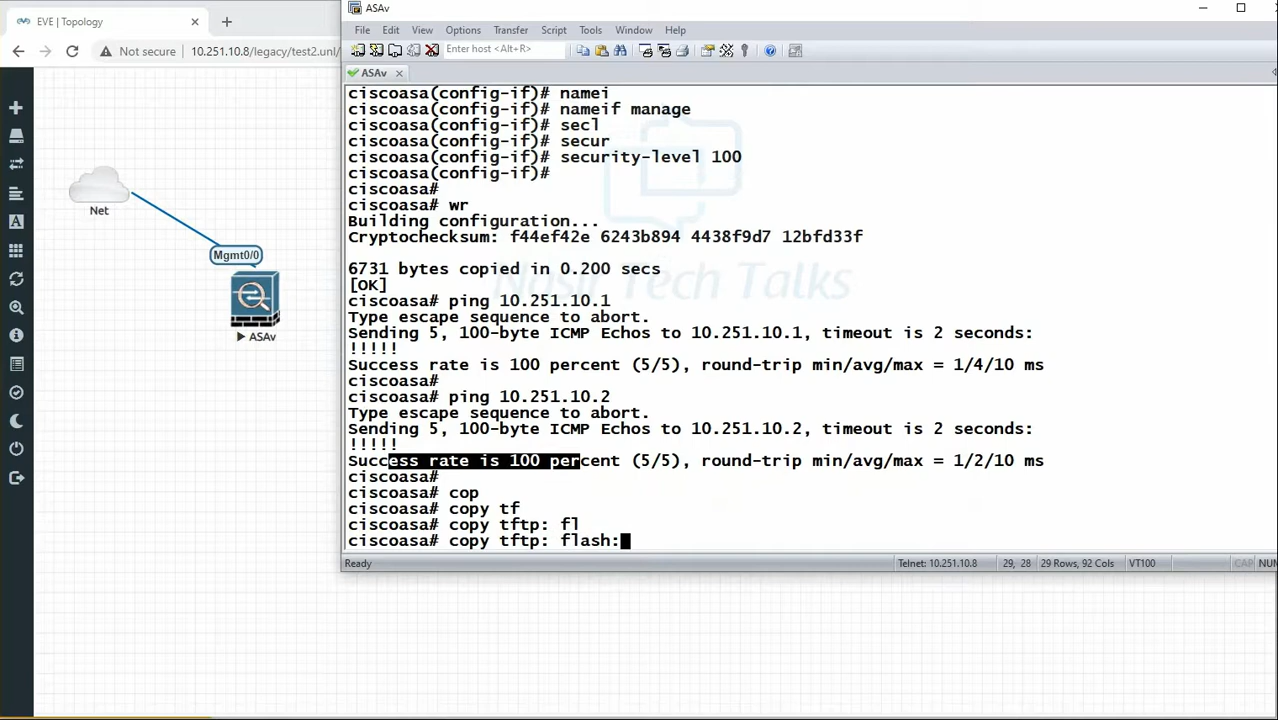 EVE | Topology
Not secure
10.251.10.8/legacy/test2.unl/
Net
Mgmt0/0
ASAv
ASAv
File Edit View Options Transfer Script Tools Window Help
Enter host <Alt+R>
ASAv
ciscoasa(config-if)# namei
ciscoasa(config-if)# nameif manage
ciscoasa(config-if)# secl
ciscoasa(config-if)# secur
ciscoasa(config-if)# security-level 100
ciscoasa(config-if)#
ciscoasa#
ciscoasa# wr
Building configuration...
Cryptochecksum: f44ef42e 6243b894 4438f9d7 12bfd33f
6731 bytes copied in 0.200 secs
[OK]
Nasir Tech Talks
ciscoasa# ping 10.251.10.1
Type escape sequence to abort.
Sending 5, 100-byte ICMP Echos to 10.251.10.1, timeout is 2 seconds:
!!!!!
Success rate is 100 percent (5/5), round-trip min/avg/max = 1/4/10 ms
ciscoasa#
ciscoasa# ping 10.251.10.2
Type escape sequence to abort.
Sending 5, 100-byte ICMP Echos to 10.251.10.2, timeout is 2 seconds:
!!!!!
Success rate is 100 percent (5/5), round-trip min/avg/max = 1/2/10 ms
ciscoasa#
ciscoasa# cop
ciscoasa# copy tf
ciscoasa# copy tftp: fl
ciscoasa# copy tftp: flash:
Ready
Telnet: 10.251.10.8
29, 28
29 Rows, 92 Cols
VT100
CAP
NUM